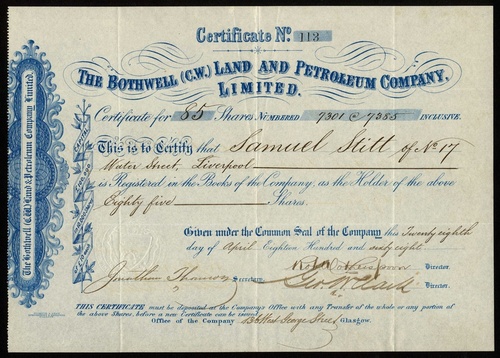 Certificate No. 113
The Bothwell (C.W.) Land and Petroleum Company,
Limited.
Certificate for 85 Shares Numbered 7301 @ 7385 inclusive.
This is to Certify that Samuel Stitt of No 17
Water Street, Liverpool
is Registered in the Books of the Company, as the Holder of the above
Eighty five Shares.
Given under the Common Seal of the Company this Twenty eighth
day of April Eighteen Hundred and sixty eight
Director.
Jonathan Thomson Secretary. Geo. W. Clark Director.
THIS CERTIFICATE must be deposited at the Company's Office with any Transfer of the whole or any portion of
the above Shares, before a new Certificate can be issued.
Office of the Company West George Street Glasgow.
The Bothwell (C.W.) Land & Petroleum Company Limited.